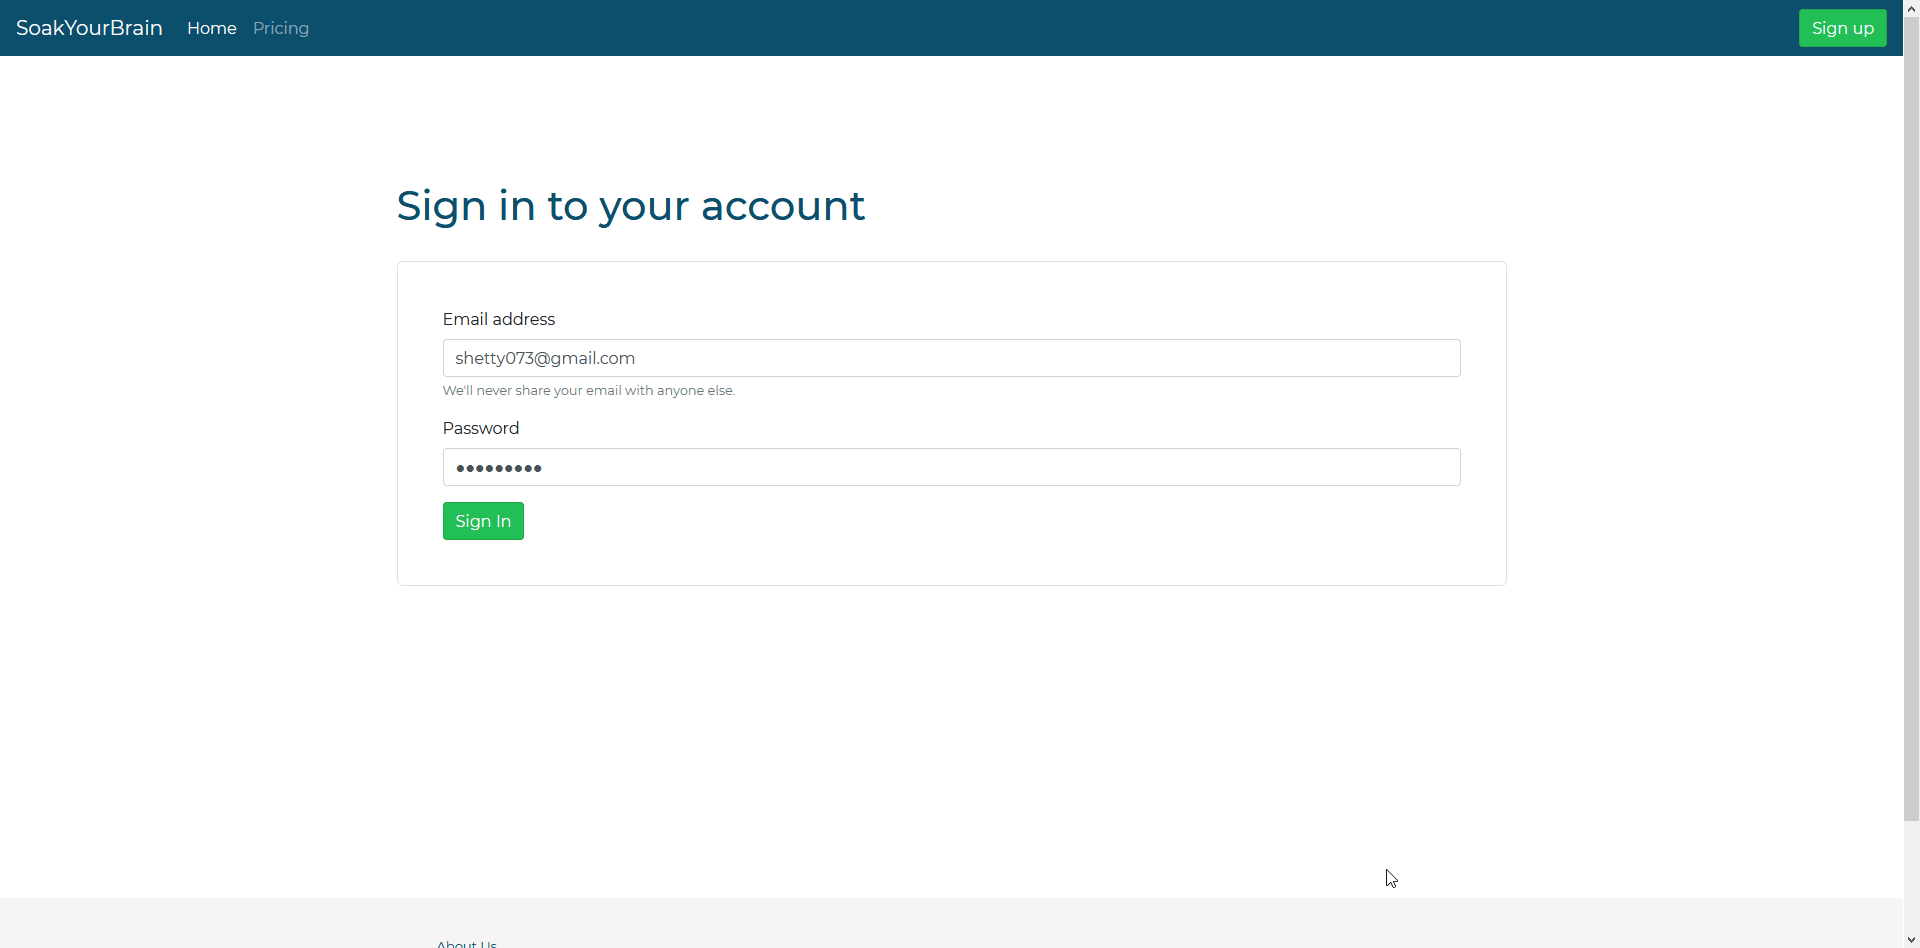 SoakYourBrain Home Pricing Sign up
Sign in to your account
Email address
shetty073@gmail.com
We'll never share your email with anyone else.
Password
•••••••••
Sign In
About Us